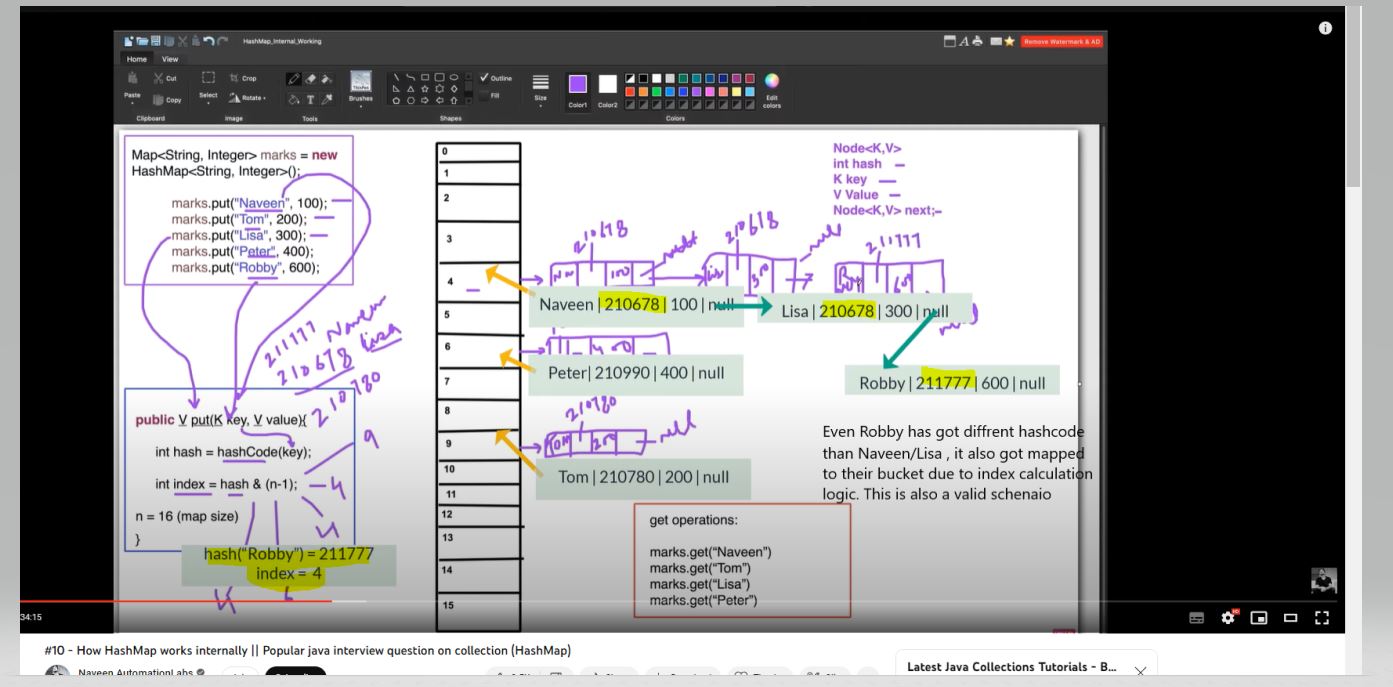 HashMap_Internal_Working
Remove Watermark & AD
Home View
Cut
Crop
Outline
Paste
Copy
Select
Rotate
Brushes
Fill
Size
Color1
Color2
Edit
colors
Clipboard
Image
Tools
Shapes
Colors
Map<String, Integer> marks = new
HashMap<String, Integer>();
marks.put("Naveen", 100);
marks.put("Tom", 200);
marks.put("Lisa", 300);
marks.put("Peter", 400);
marks.put("Robby", 600);
211777 Naveen
210678 Lisa
210780
public V put(K key, V value){
int hash = hashCode(key);
int index = hash & (n-1);
n = 16 (map size)
}
9
4
4
hash("Robby") = 211777
index = 4
0
1
2
3
4
5
6
7
8
9
10
11
12
13
14
15
Node<K,V>
int hash
K key
V Value
Node<K,V> next;
210678
210678
211777
null
100
Naveen | 210678 | 100 | null
Lisa | 210678 | 300 | null
Peter| 210990 | 400 | null
Robby | 211777 | 600 | null
210780
Tom
200
null
Tom | 210780 | 200 | null
Even Robby has got diffrent hashcode
than Naveen/Lisa , it also got mapped
to their bucket due to index calculation
logic. This is also a valid schenaio
get operations:
marks.get("Naveen")
marks.get("Tom")
marks.get("Lisa")
marks.get("Peter")
34:15
#10 - How HashMap works internally || Popular java interview question on collection (HashMap)
Naveen AutomationLabs
Latest Java Collections Tutorials - B...